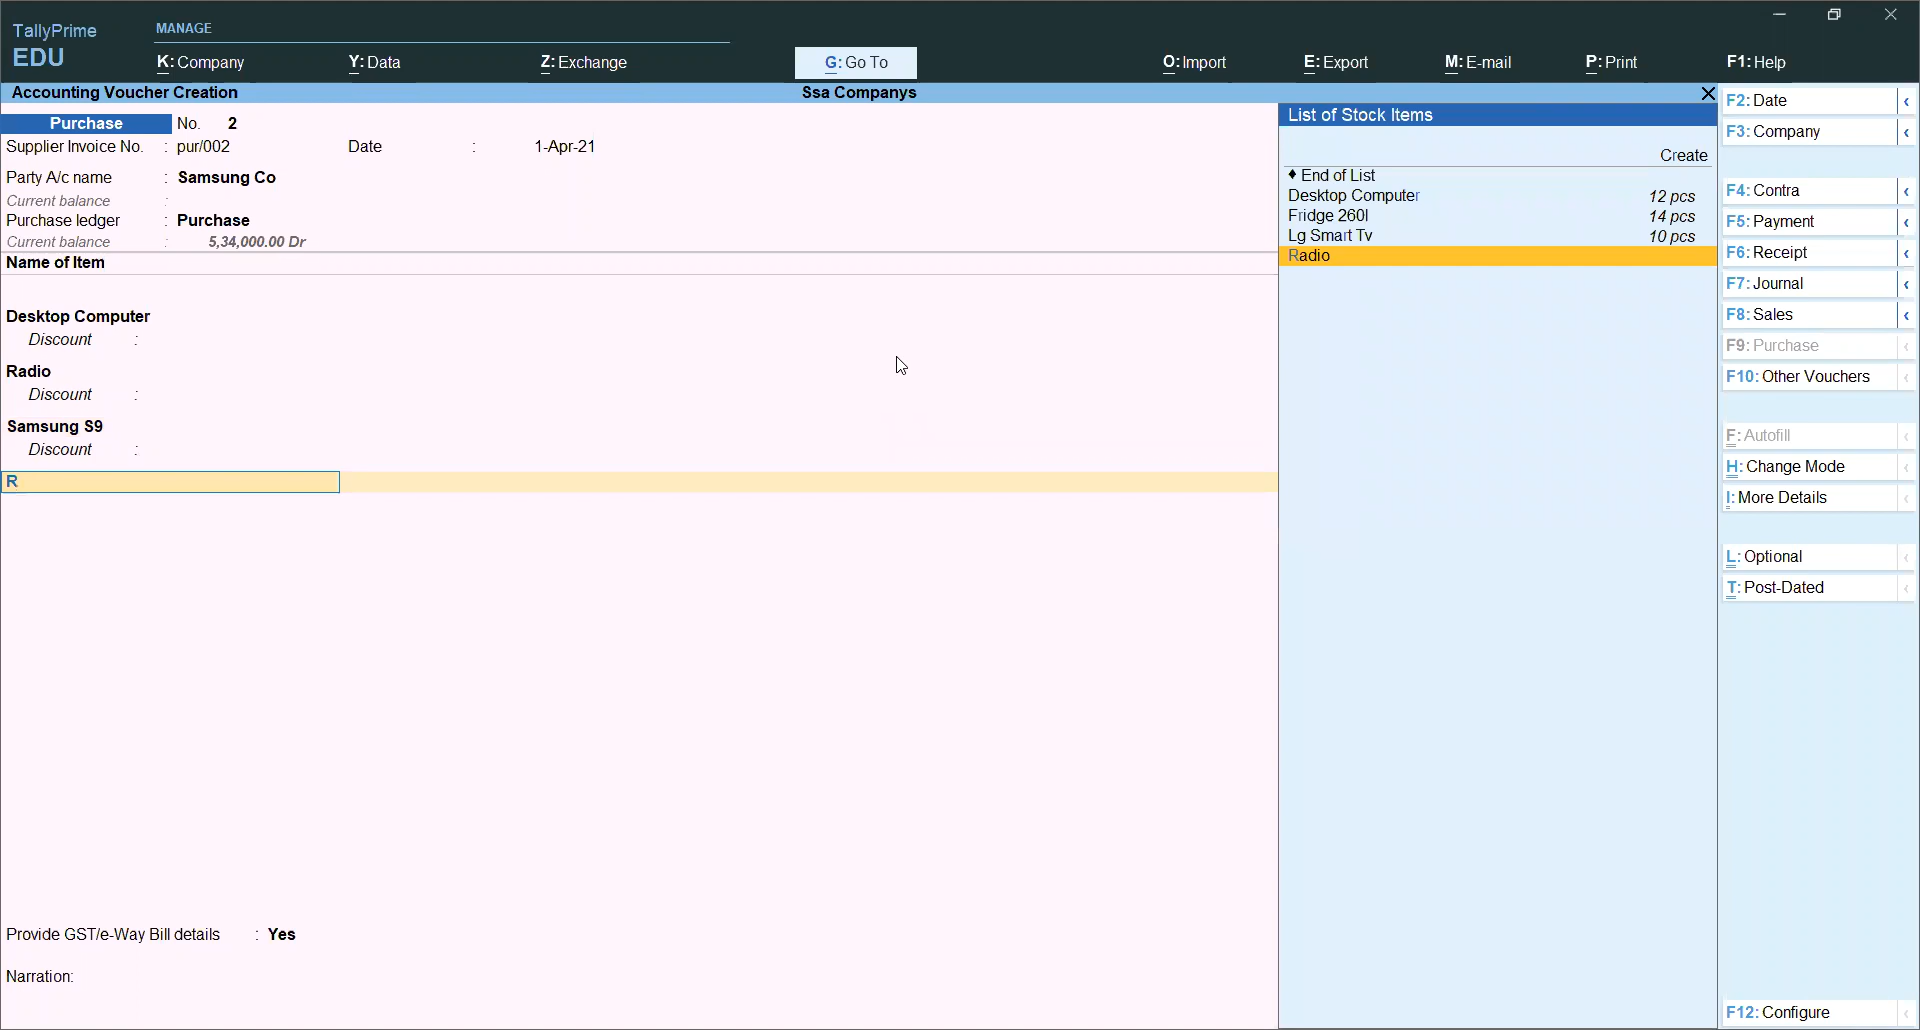 TallyPrime
EDU
MANAGE
K: Company
Y: Data
Z: Exchange
G: Go To
O: Import
E: Export
M: E-mail
P: Print
F1: Help
Accounting Voucher Creation
Ssa Companys
Purchase No. 2
Supplier Invoice No. : pur/002 Date : 1-Apr-21
Party A/c name : Samsung Co
Current balance :
Purchase ledger : Purchase
Current balance : 5,34,000.00 Dr
Name of Item
Desktop Computer
Discount :
Radio
Discount :
Samsung S9
Discount :
R
Provide GST/e-Way Bill details : Yes
Narration:
List of Stock Items
Create
♦ End of List
Desktop Computer 12 pcs
Fridge 260l 14 pcs
Lg Smart Tv 10 pcs
Radio
F2: Date
F3: Company
F4: Contra
F5: Payment
F6: Receipt
F7: Journal
F8: Sales
F9: Purchase
F10: Other Vouchers
F: Autofill
H: Change Mode
I: More Details
L: Optional
T: Post-Dated
F12: Configure